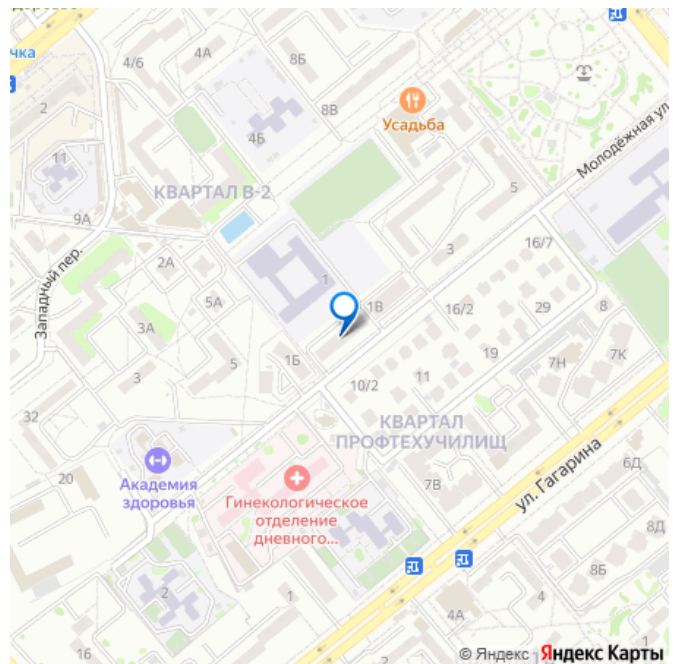 чка
4/6
4А
8Б
8В
Усадьба
2
4Б
Молодёжная ул
11
КВАРТАЛ В-2
5
9А
3
16/7
2А
1
Западный пер.
5А
1В
16/2
29
8
3А
5
1Б
19
7Н
7К
3
10/2
11
32
КВАРТАЛ
ПРОФТЕХУЧИЛИЩ
20
Академия
здоровья
Гинекологическое
отделение
дневного...
7В
ул. Гагарина
6Д
8Д
2
1
8Б
4А
5
1
16
© Яндекс
Яндекс Карты